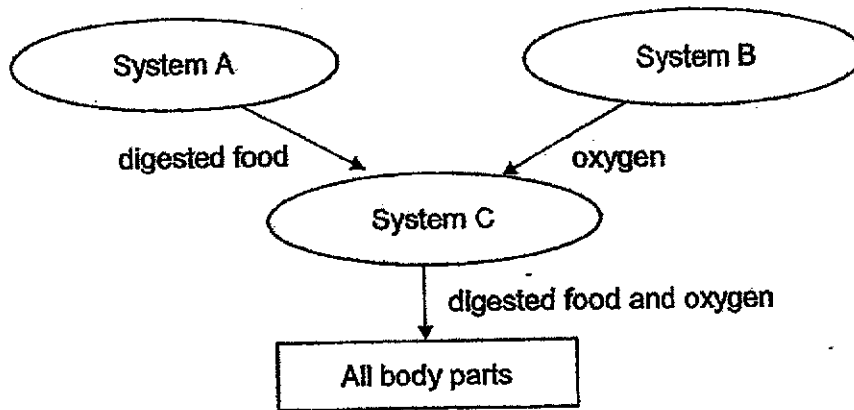 System A
System B
digested food
oxygen
System C
digested food and oxygen
All body parts